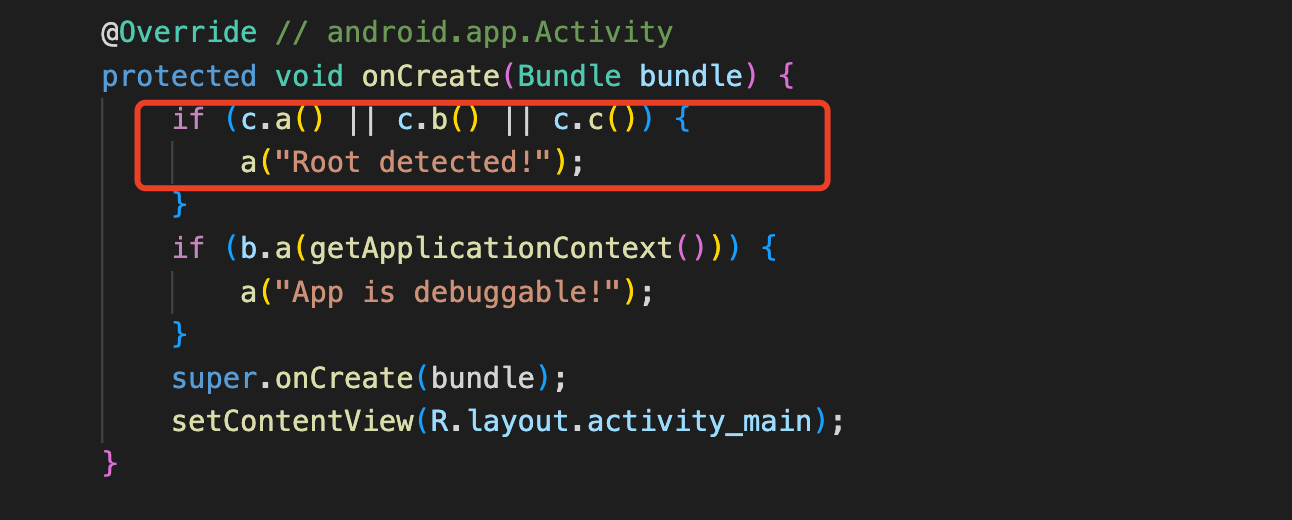 @Override // android.app.Activity
protected void onCreate(Bundle bundle) {
if (c.a() || c.b() || c.c()) {
a("Root detected!");
}
if (b.a(getApplicationContext())) {
a("App is debuggable!");
}
super.onCreate(bundle);
setContentView(R.layout.activity_main);
}